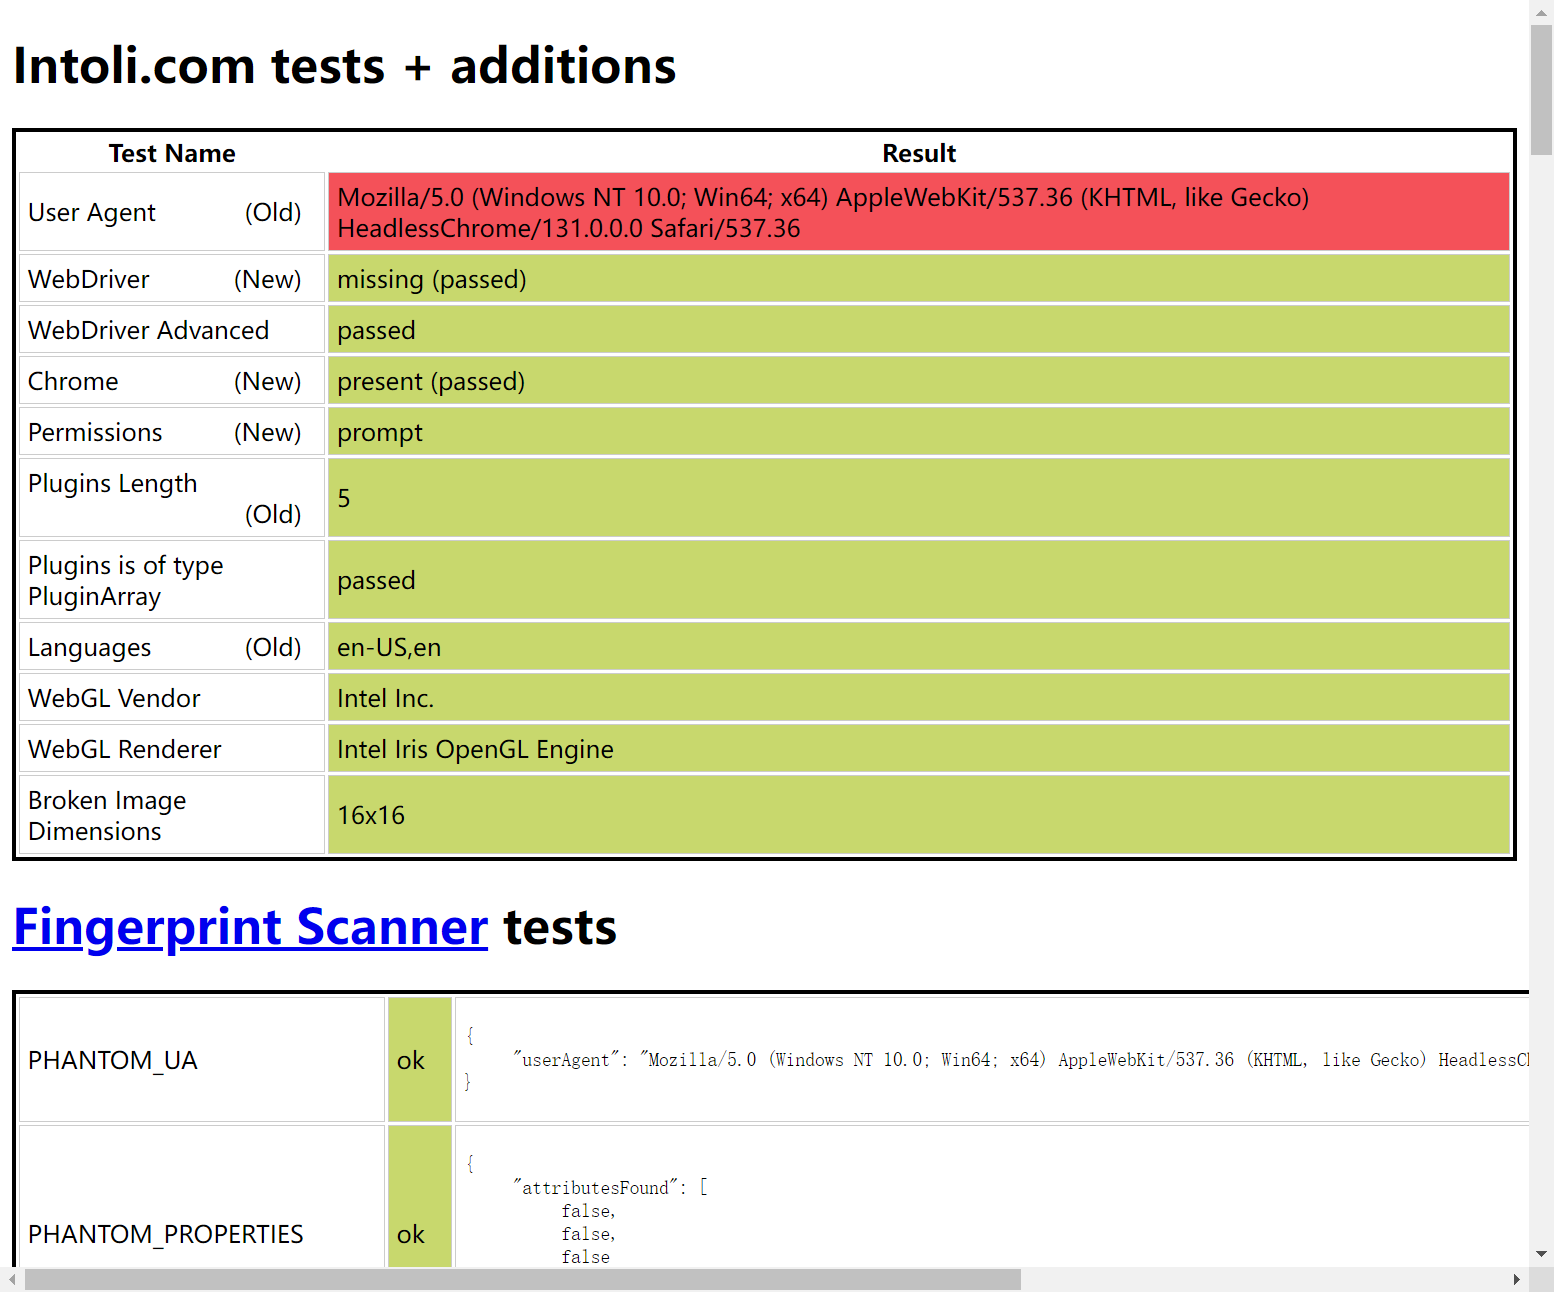 Intoli.com tests + additions
Test Name Result
User Agent (Old) Mozilla/5.0 (Windows NT 10.0; Win64; x64) AppleWebKit/537.36 (KHTML, like Gecko)
HeadlessChrome/131.0.0.0 Safari/537.36
WebDriver (New) missing (passed)
WebDriver Advanced passed
Chrome (New) present (passed)
Permissions (New) prompt
Plugins Length
(Old) 5
Plugins is of type
PluginArray passed
Languages (Old) en-US,en
WebGL Vendor Intel Inc.
WebGL Renderer Intel Iris OpenGL Engine
Broken Image
Dimensions 16x16
Fingerprint Scanner tests
PHANTOM_UA ok
{
"userAgent": "Mozilla/5.0 (Windows NT 10.0; Win64; x64) AppleWebKit/537.36 (KHTML, like Gecko)
}
PHANTOM_PROPERTIES ok
{
"attributesFound": [
false,
false,
false